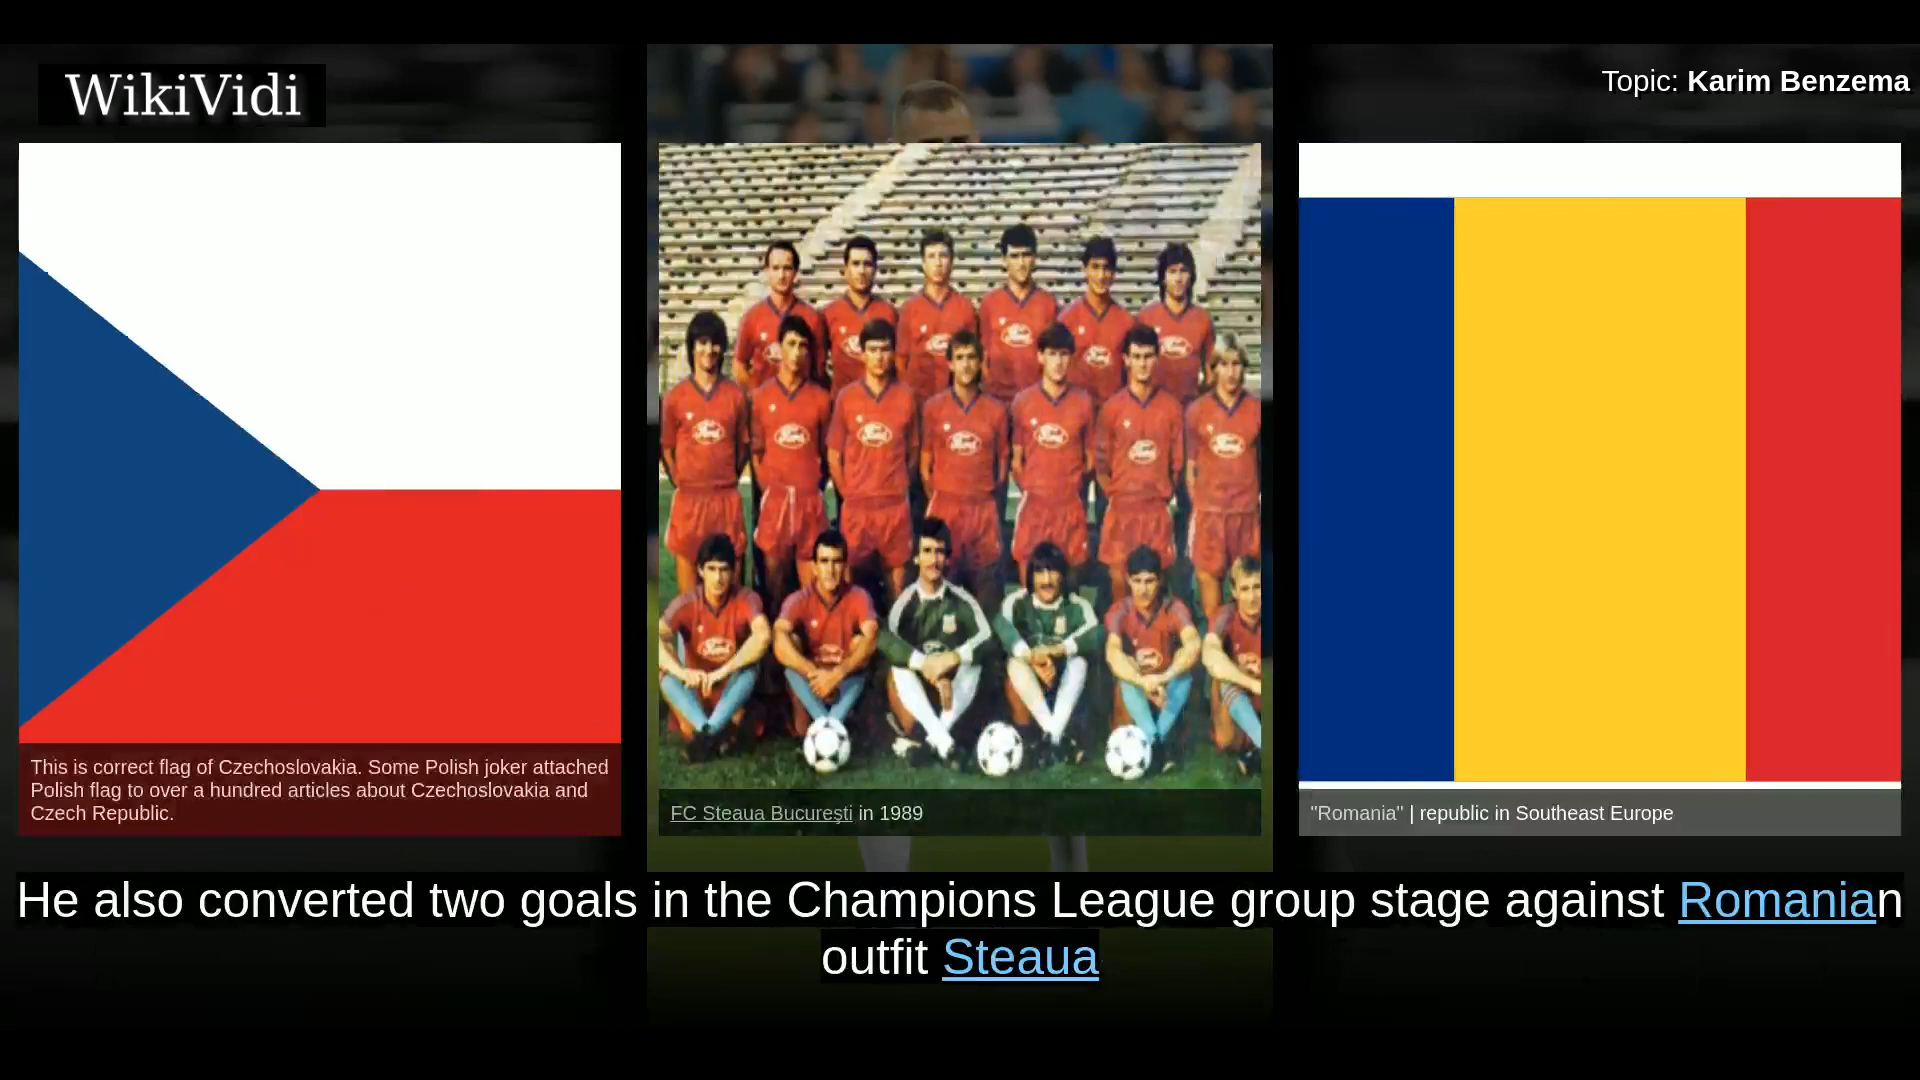 WikiVidi
Topic: Karim Benzema
This is correct flag of Czechoslovakia. Some Polish joker attached
Polish flag to over a hundred articles about Czechoslovakia and
Czech Republic.
FC Steaua Bucureşti in 1989
"Romania" | republic in Southeast Europe
He also converted two goals in the Champions League group stage against Romanian
outfit Steaua